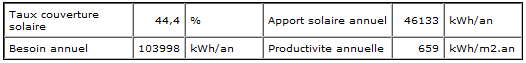 Taux couverture solaire 44,4 % Apport solaire annuel 46133 kWh/an
Besoin annuel 103998 kWh/an Productivite annuelle 659 kWh/m2.an